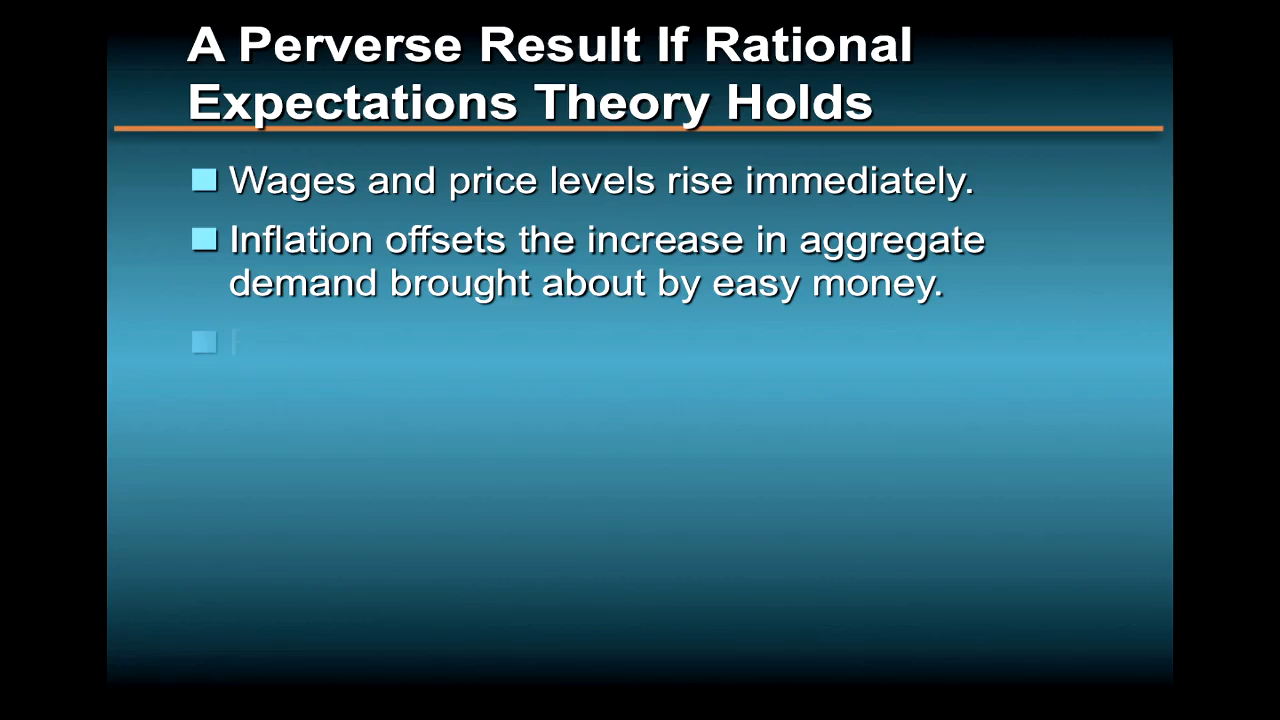 A Perverse Result If Rational
Expectations Theory Holds
Wages and price levels rise immediately.
Inflation offsets the increase in aggregate
demand brought about by easy money.